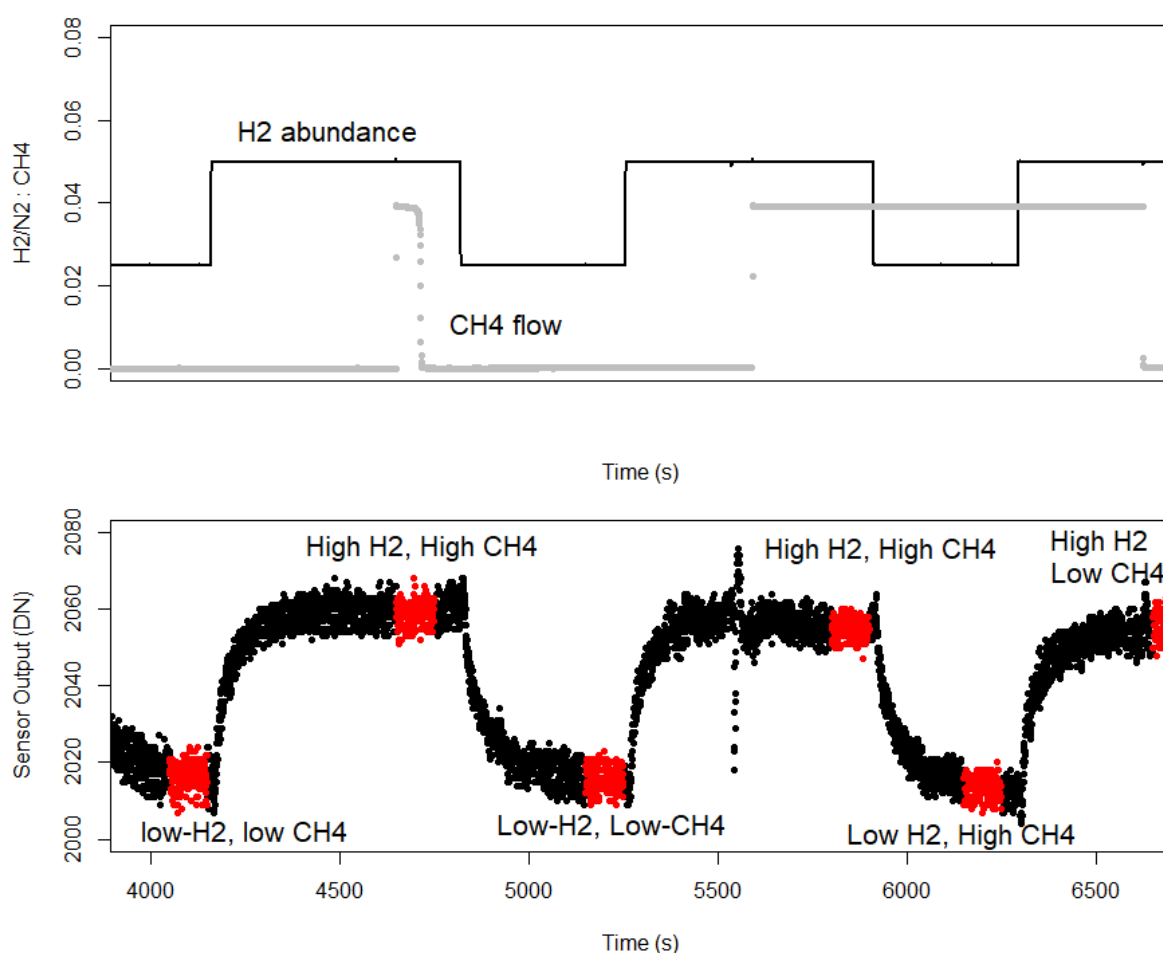 H2/N2 : CH4
0.00
0.02
0.04
0.06
0.08
H2 abundance
CH4 flow
Time (s)
Sensor Output (DN)
2000
2020
2040
2060
2080
High H2, High CH4
High H2, High CH4
High H2
Low CH4
low-H2, low CH4
Low-H2, Low-CH4
Low H2, High CH4
4000
4500
5000
5500
6000
6500
Time (s)